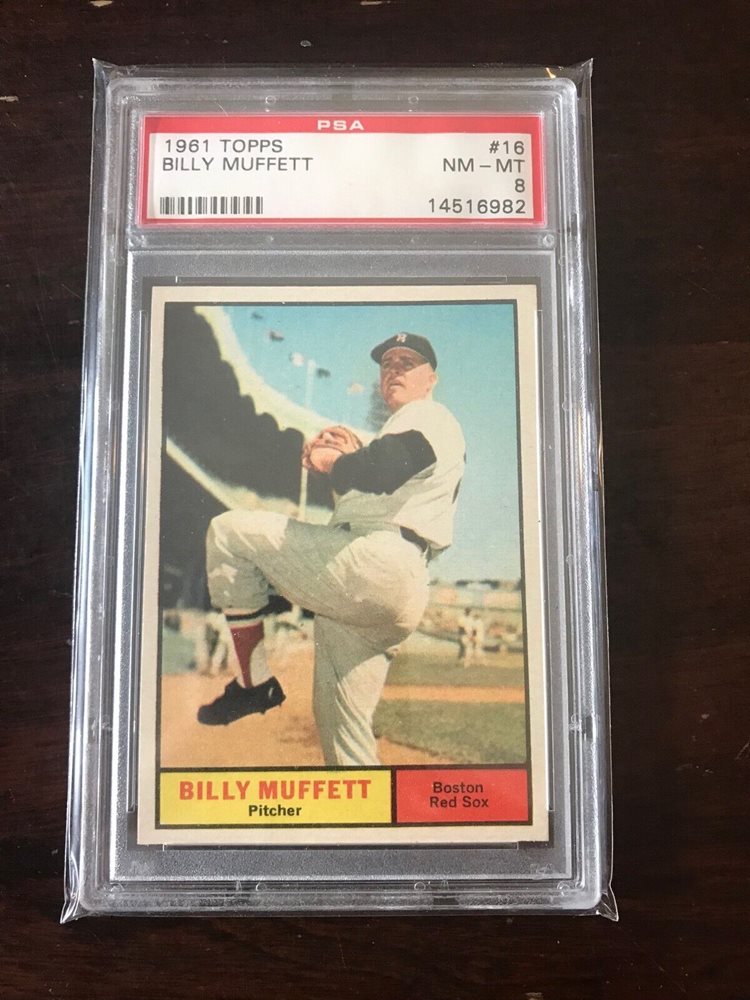 PSA
1961 TOPPS #16
BILLY MUFFETT NM-MT
8
14516982
B
BILLY MUFFETT
Pitcher
Boston
Red Sox